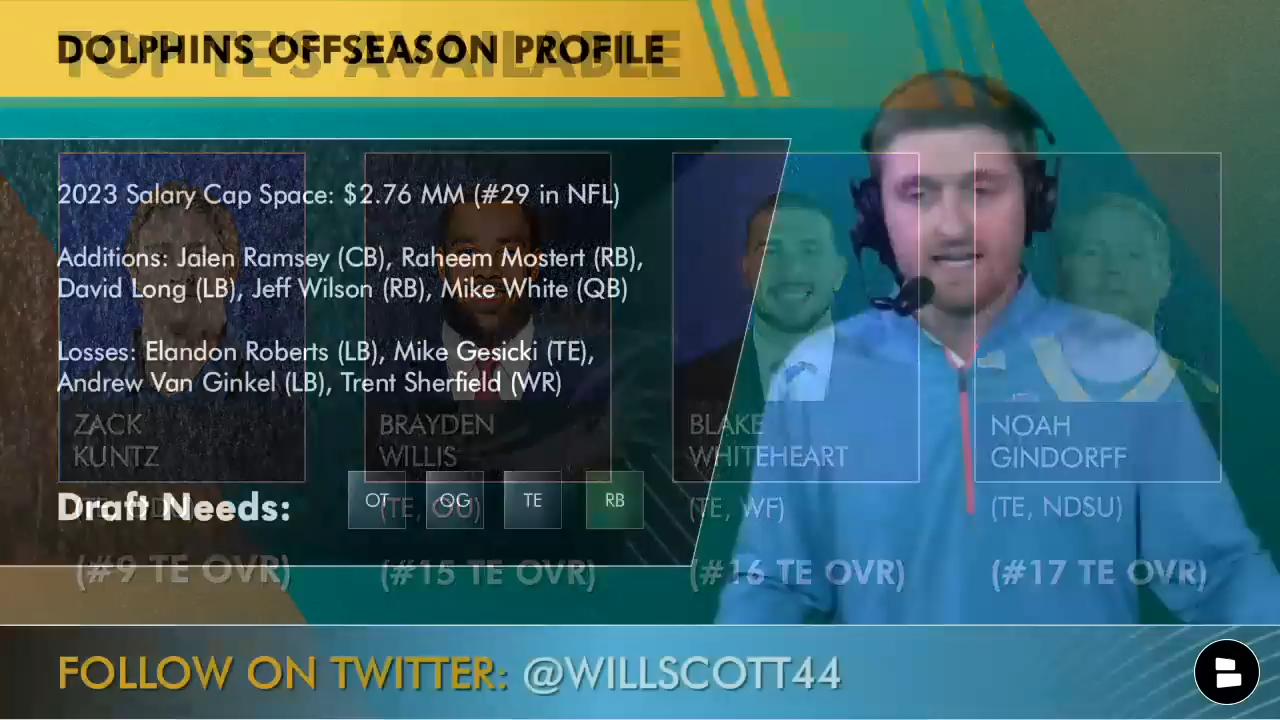 DOLPHINS OFFSEASON PROFILE
TOP TE'S AVAILABLE
2023 Salary Cap Space: $2.76 MM (#29 in NFL)
Additions: Jalen Ramsey (CB), Raheem Mostert (RB),
David Long (LB), Jeff Wilson (RB), Mike White (QB)
Losses: Elandon Roberts (LB), Mike Gesicki (TE),
Andrew Van Ginkel (LB), Trent Sherfield (WR)
Draft Needs: OT OG TE RB
ZACK
KUNTZ
(#9 TE OVR)
BRAYDEN
WILLIS
(TE, OU)
(#15 TE OVR)
BLAKE
WHITEHEART
(TE, WF)
(#16 TE OVR)
NOAH
GINDORFF
(TE, NDSU)
(#17 TE OVR)
FOLLOW ON TWITTER: @WILLSCOTT44